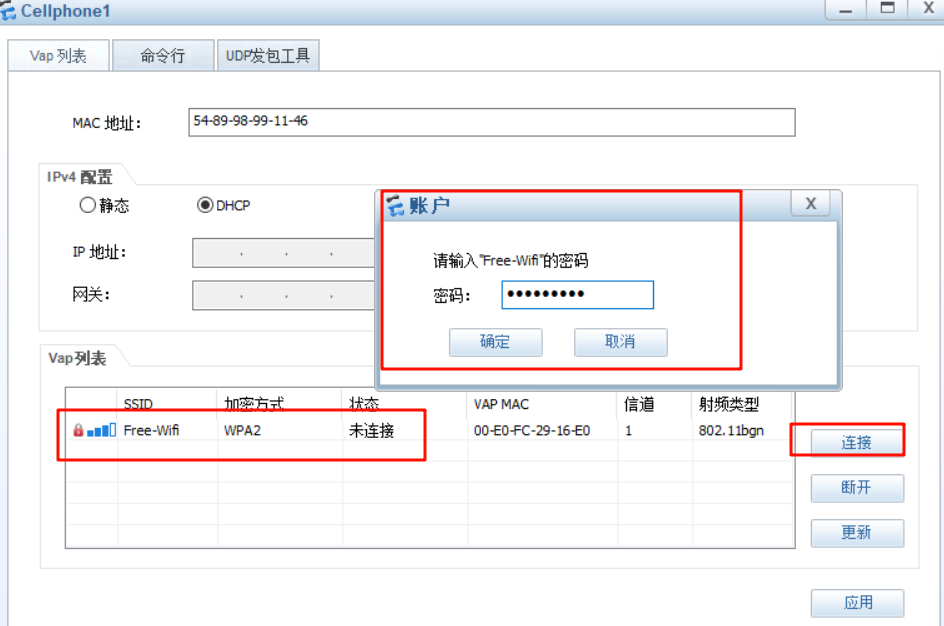 Cellphone1
Vap 列表 命令行 UDP发包工具
MAC 地址： 54-89-98-99-11-46
IPv4 配置
静态 DHCP
IP 地址：
网关：
账户
X
请输入"Free-Wifi"的密码
密码： •••••••••
确定 取消
Vap列表
SSID 加密方式 状态 VAP MAC 信道 射频类型
Free-Wifi WPA2 未连接 00-E0-FC-29-16-E0 1 802.11bgn
连接
断开
更新
应用